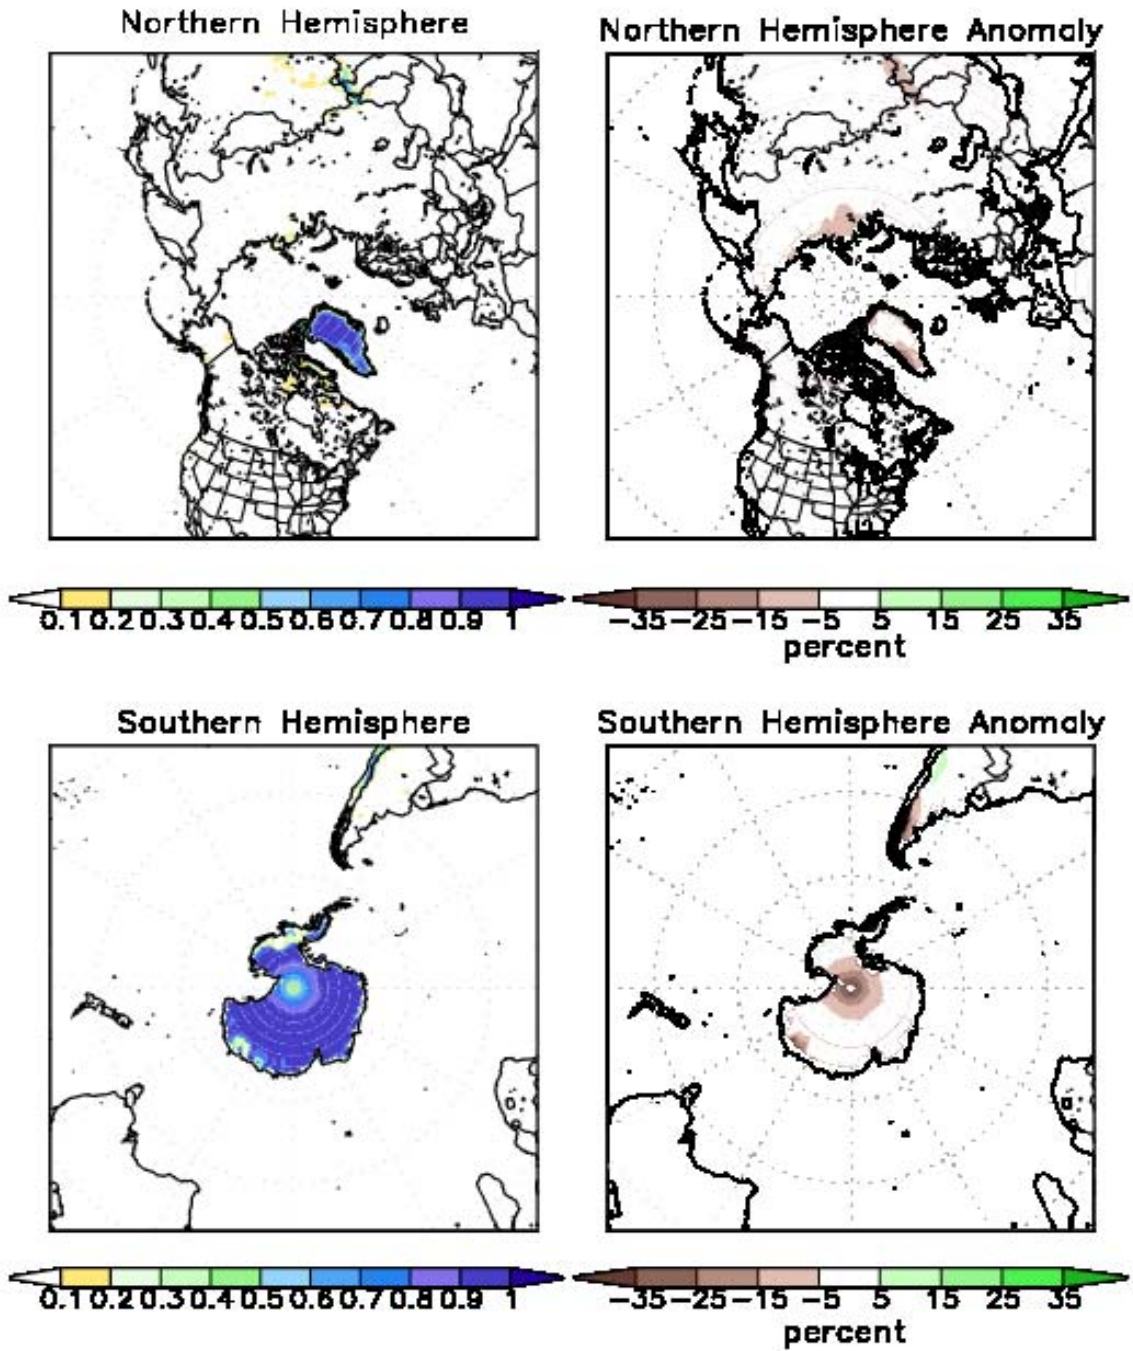 Northern Hemisphere
Northern Hemisphere Anomaly
0.1 0.2 0.3 0.4 0.5 0.6 0.7 0.8 0.9 1
-35 -25 -15 -5 5 15 25 35
percent
Southern Hemisphere
Southern Hemisphere Anomaly
0.1 0.2 0.3 0.4 0.5 0.6 0.7 0.8 0.9 1
-35 -25 -15 -5 5 15 25 35
percent